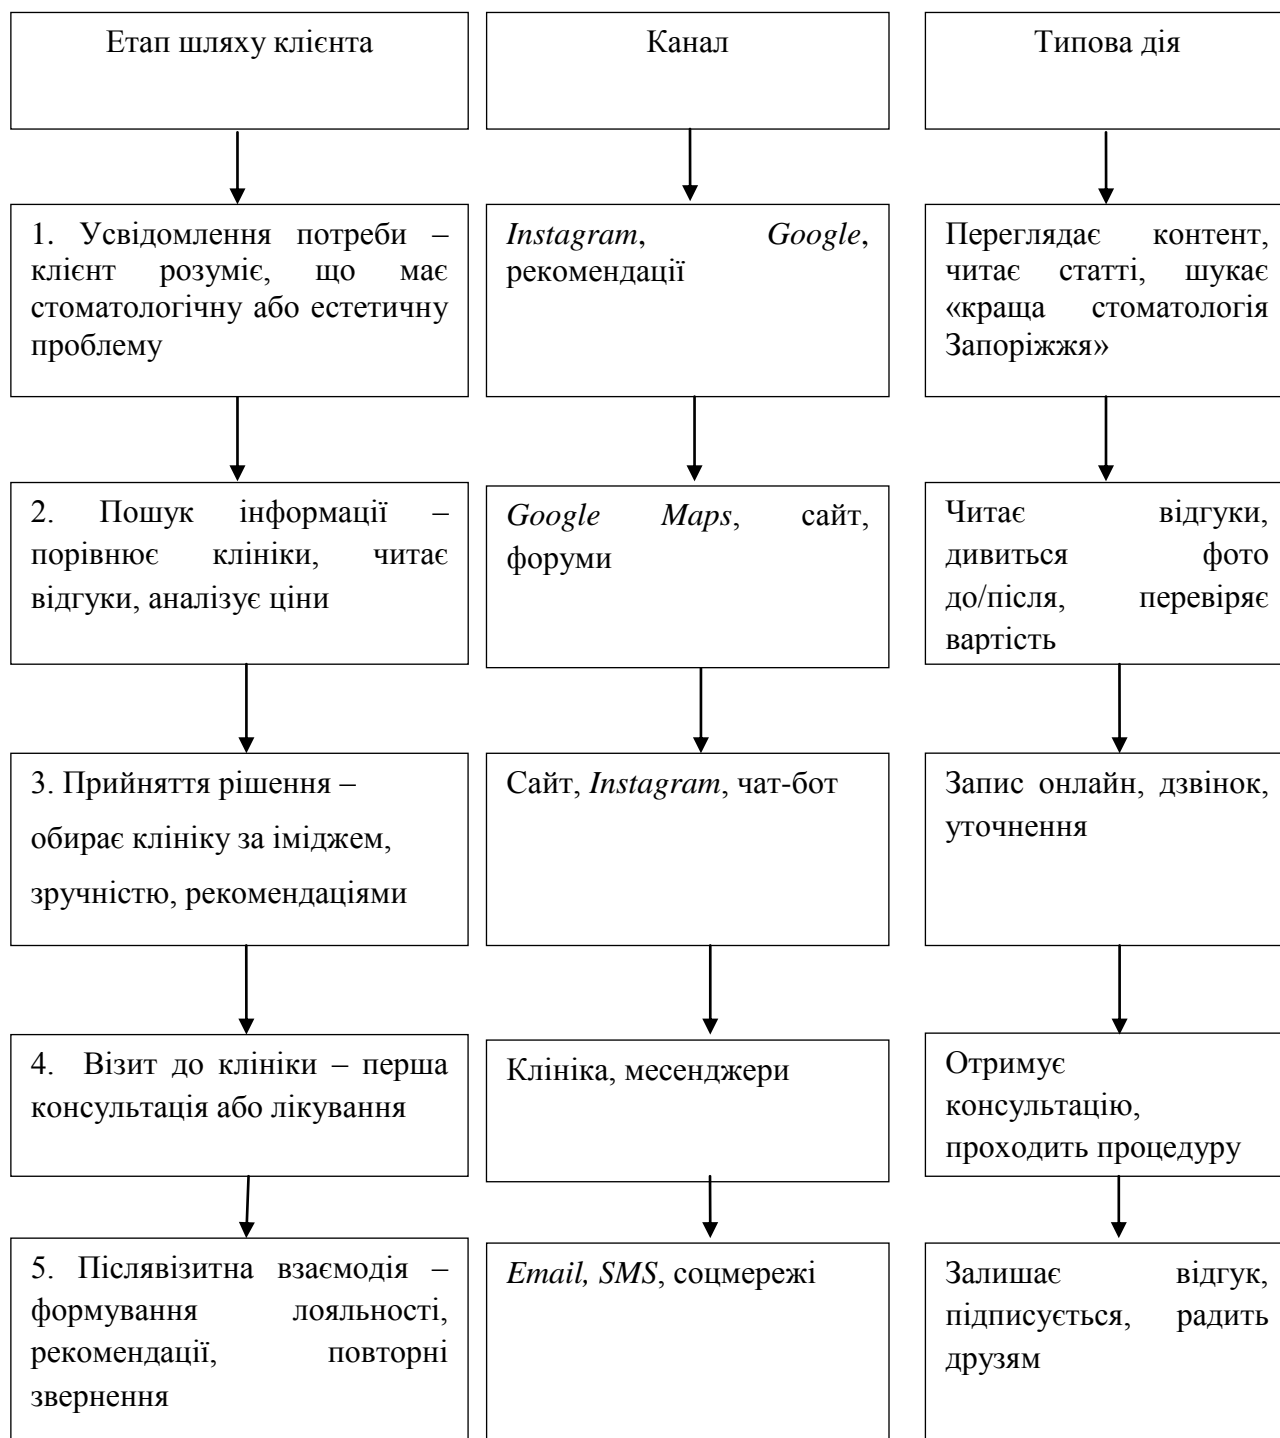 Етап шляху клієнта
Канал
Типова дія
1. Усвідомлення потреби –
клієнт розуміє, що має
стоматологічну або естетичну
проблему
Instagram, Google,
рекомендації
Переглядає контент,
читає статті, шукає
«краща стоматологія
Запоріжжя»
2. Пошук інформації –
порівнює клініки, читає
відгуки, аналізує ціни
Google Maps, сайт,
форуми
Читає відгуки,
дивиться фото
до/після, перевіряє
вартість
3. Прийняття рішення –
обирає клініку за іміджем,
зручністю, рекомендаціями
Сайт, Instagram, чат-бот
Запис онлайн, дзвінок,
уточнення
4. Візит до клініки – перша
консультація або лікування
Клініка, месенджери
Отримує
консультацію,
проходить процедуру
5. Післявізитна взаємодія –
формування лояльності,
рекомендації, повторні
звернення
Email, SMS, соцмережі
Залишає відгук,
підписується, радить
друзям